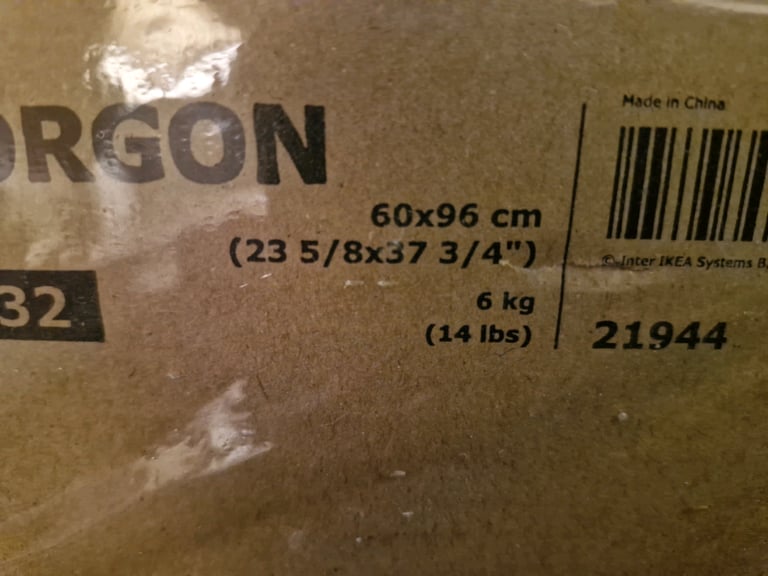 ORGON
60x96 cm
(23 5/8x37 3/4")
32
6 kg
(14 lbs)
Made in China
© Inter IKEA Systems B.
21944